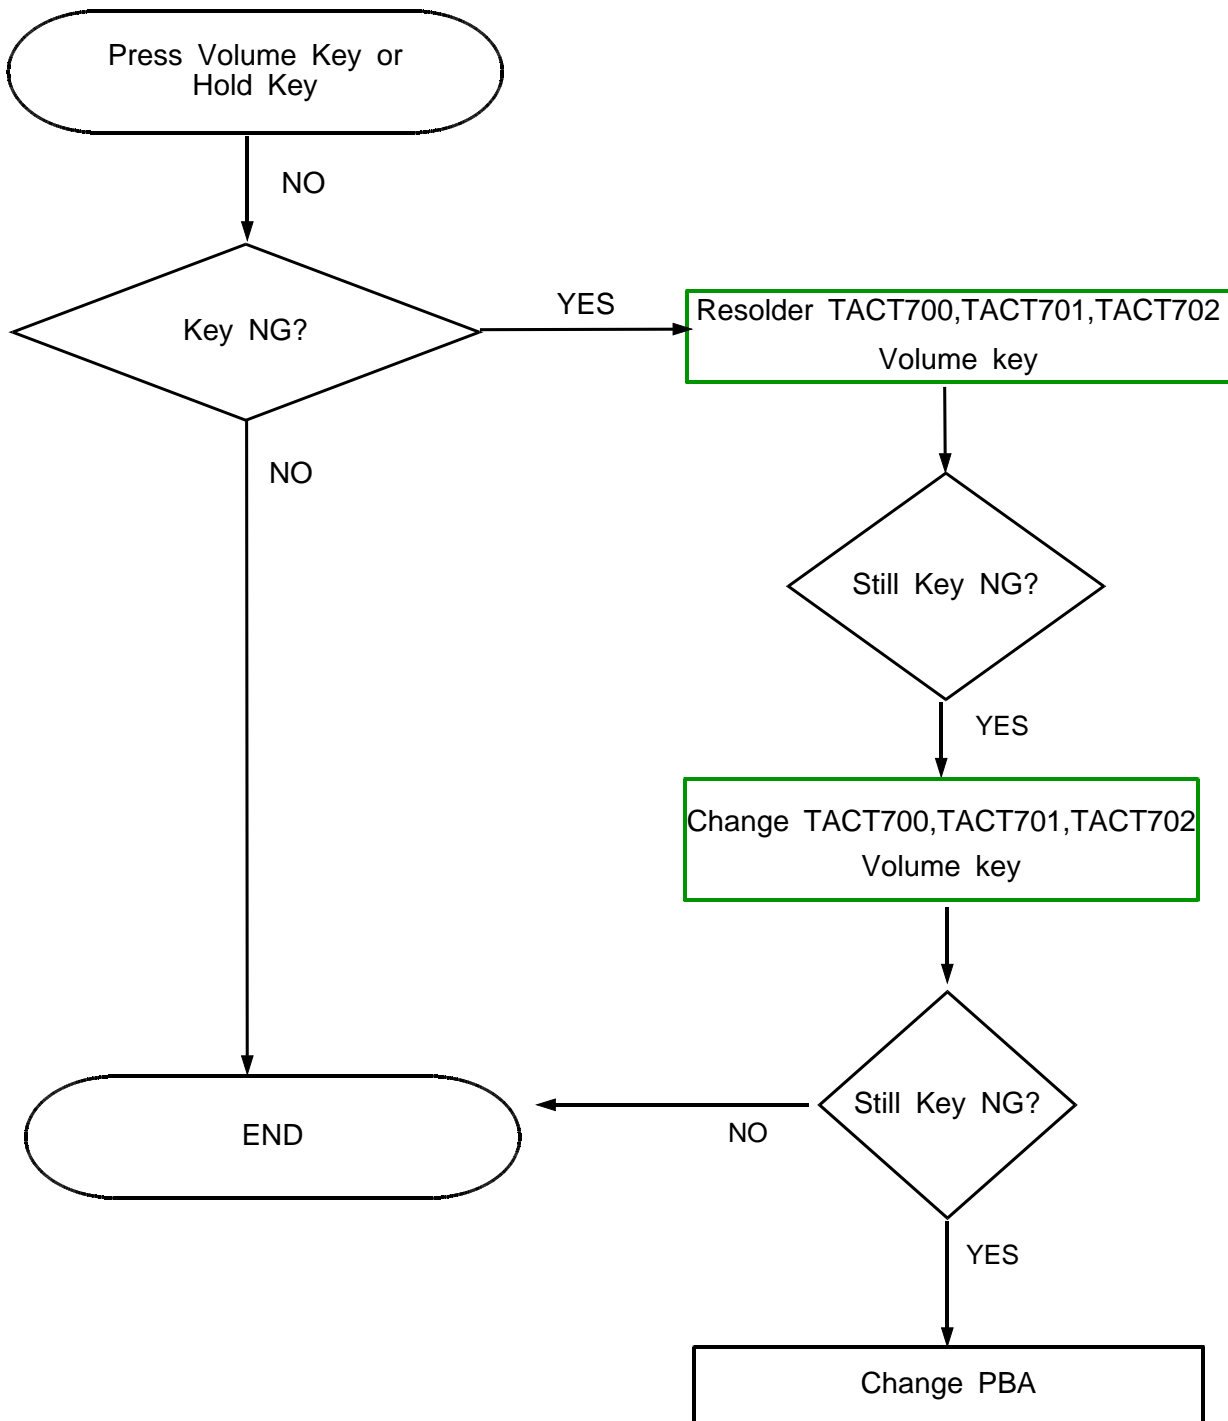 Press Volume Key or
Hold Key
NO
Key NG?
YES
Resolder TACT700,TACT701,TACT702
Volume key
NO
Still Key NG?
YES
Change TACT700,TACT701,TACT702
Volume key
Still Key NG?
NO
END
YES
Change PBA